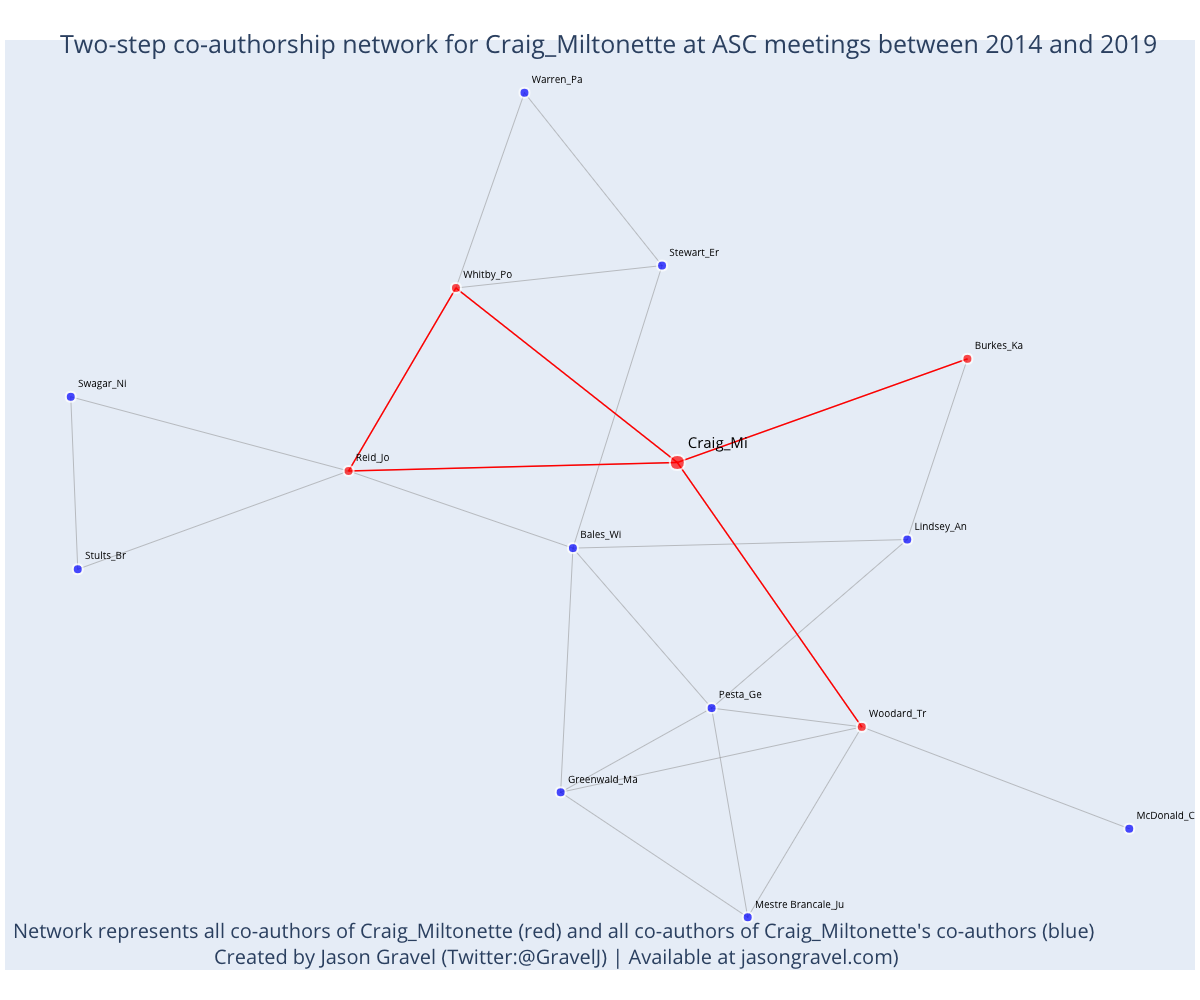 Two-step co-authorship network for Craig_Miltonette at ASC meetings between 2014 and 2019
Warren_Pa
Stewart_Er
Whitby_Po
Burkes_Ka
Swagar_Ni
Craig_Mi
Reid_Jo
Lindsey_An
Bales_Wi
Stults_Br
Pesta_Ge
Woodard_Tr
Greenwald_Ma
McDonald_C
Mestre Brancale_Ju
Network represents all co-authors of Craig_Miltonette (red) and all co-authors of Craig_Miltonette's co-authors (blue)
Created by Jason Gravel (Twitter:@GravelJ) | Available at jasongravel.com)